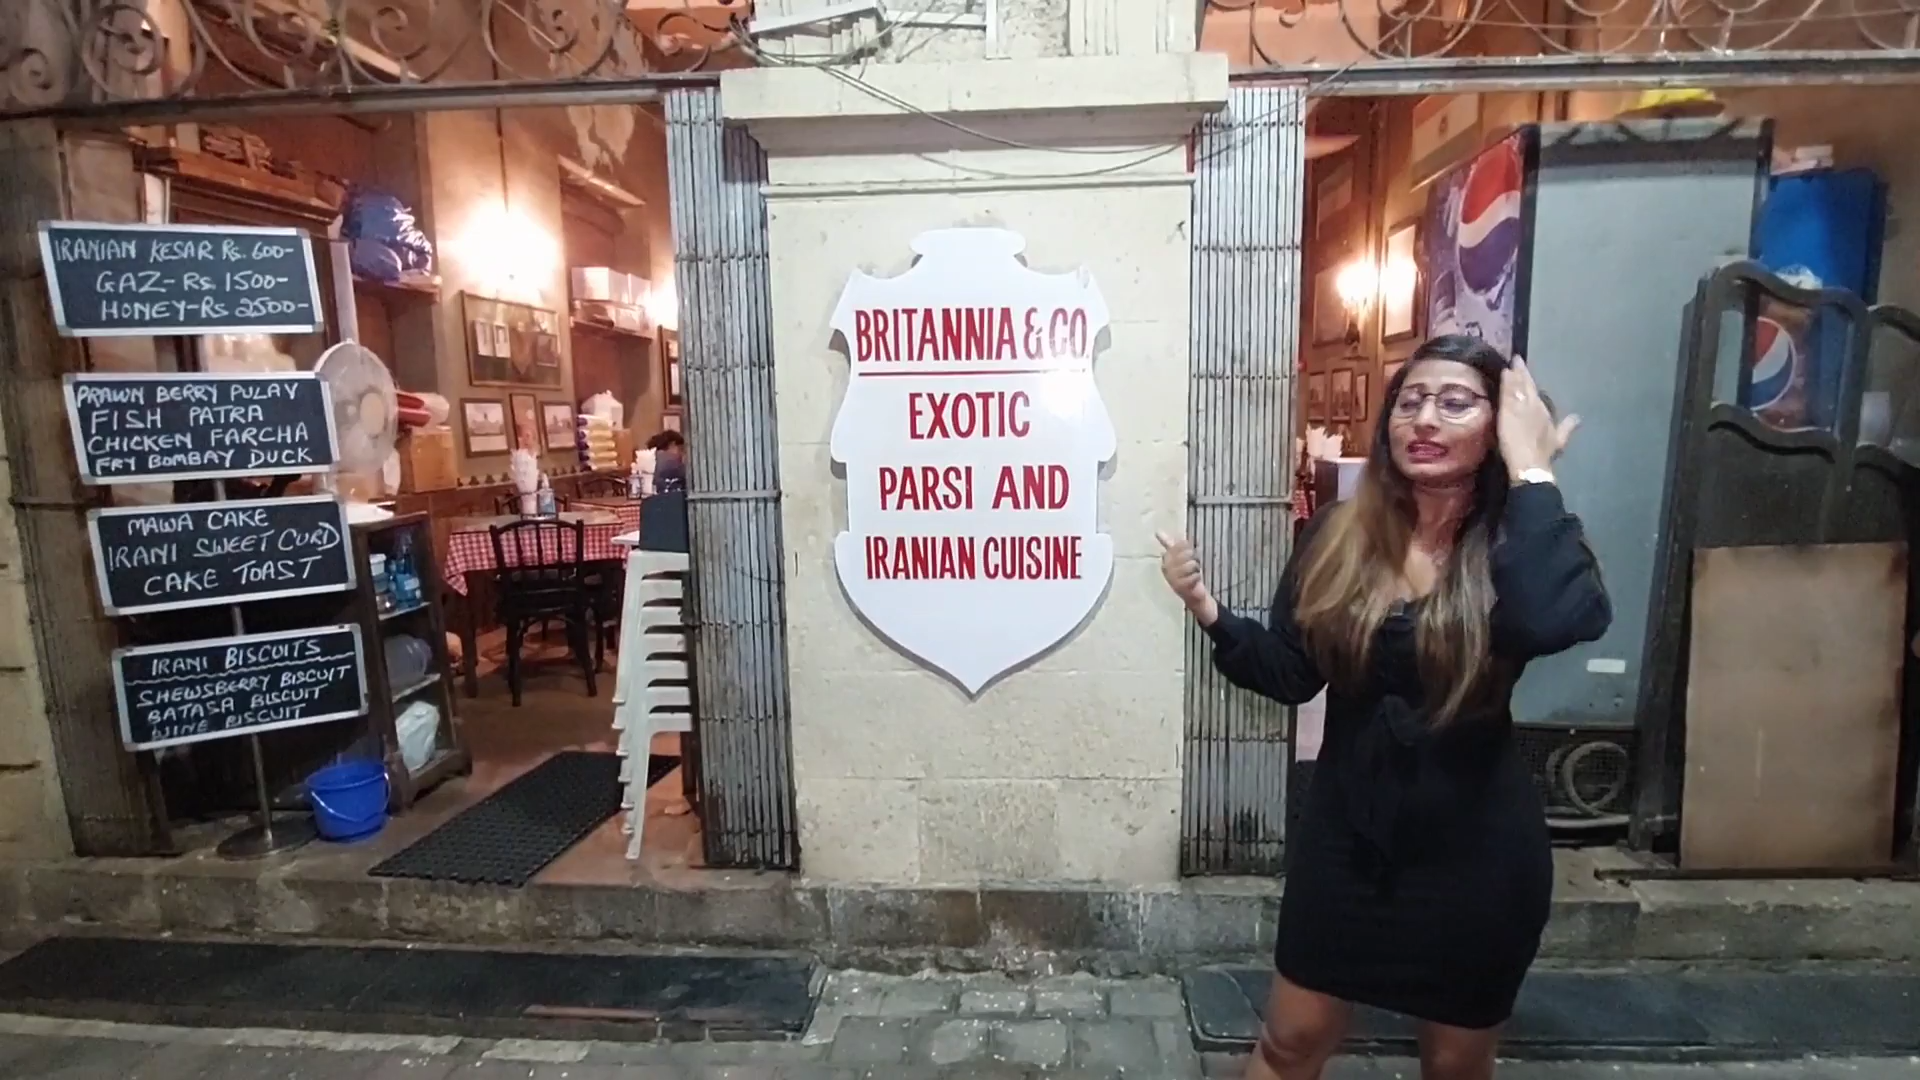 IRANIAN KESAR Rs. 600-
GAZ-Rs. 1500-
HONEY-Rs 2500-
PRAWN BERRY PULAV
FISH PATRA
CHICKEN FARCHA
FRY BOMBAY DUCK
MAWA CAKE
IRANI SWEET CURD
CAKE TOAST
IRANI BISCUITS
SHEWSBERRY BISCUIT
BATASA BISCUIT
WINE BISCUIT
BRITANNIA & CO.
EXOTIC
PARSI AND
IRANIAN CUISINE